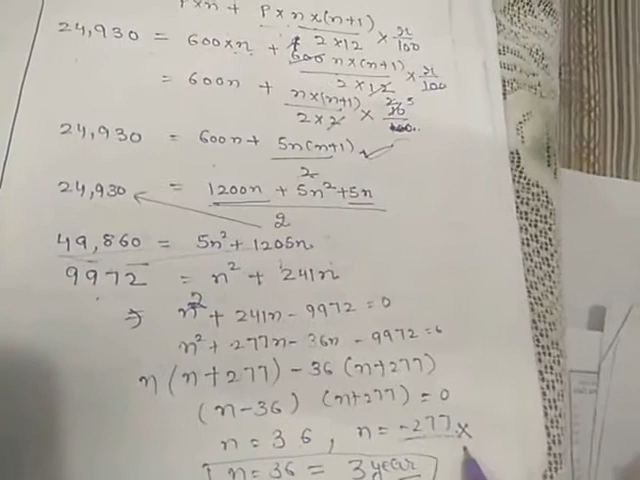 P×n + P×n×(n+1)/2×12 × r/100
24,930 = 600×n + 600 n×(n+1)/2×12 × r/100
= 600n + n×(n+1)/2×2 ×
24,930 = 600n + 5n(n+1)/2
24,930 = 1200n + 5n²+5n/2
49,860 = 5n²+1205n
9972 = n² + 241n
⇒ n² + 241n - 9972 = 0
n² + 277n - 36n - 9972 = 0
n (n+277) - 36 (n+277)
(n-36) (n+277) = 0
n = 36, n = -277 ×
n = 36 = 3 year